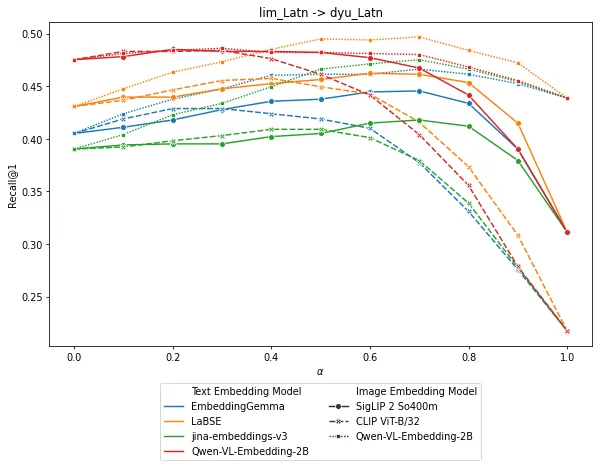 lim_Latn -> dyu_Latn
Recall@1
0.50
0.45
0.40
0.35
0.30
0.25
0.0
0.2
0.4
0.6
0.8
1.0
α
Text Embedding Model
EmbeddingGemma
LaBSE
jina-embeddings-v3
Qwen-VL-Embedding-2B
Image Embedding Model
SigLIP 2 So400m
CLIP ViT-B/32
Qwen-VL-Embedding-2B